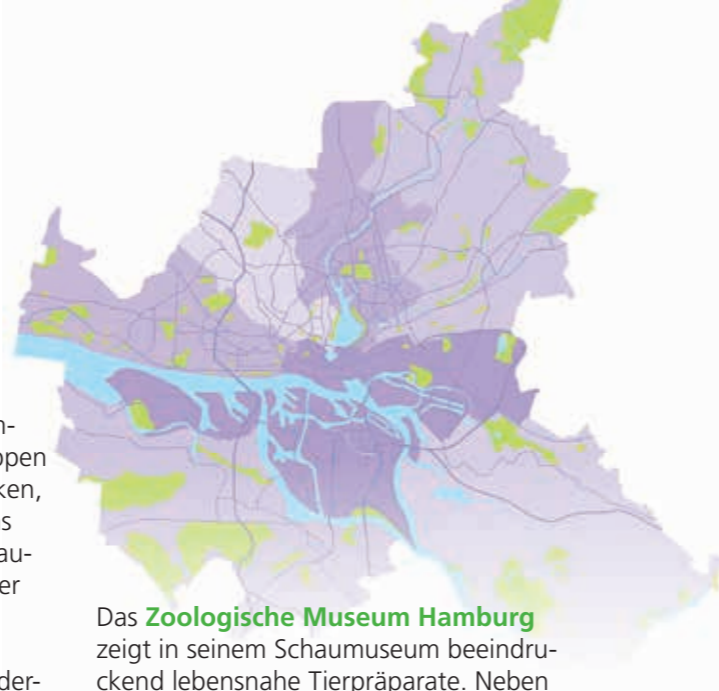 n-
ppen
ken,
s
au-
er
der-
Das Zoologische Museum Hamburg
zeigt in seinem Schaumuseum beeindru-
ckend lebensnahe Tierpräparate. Neben